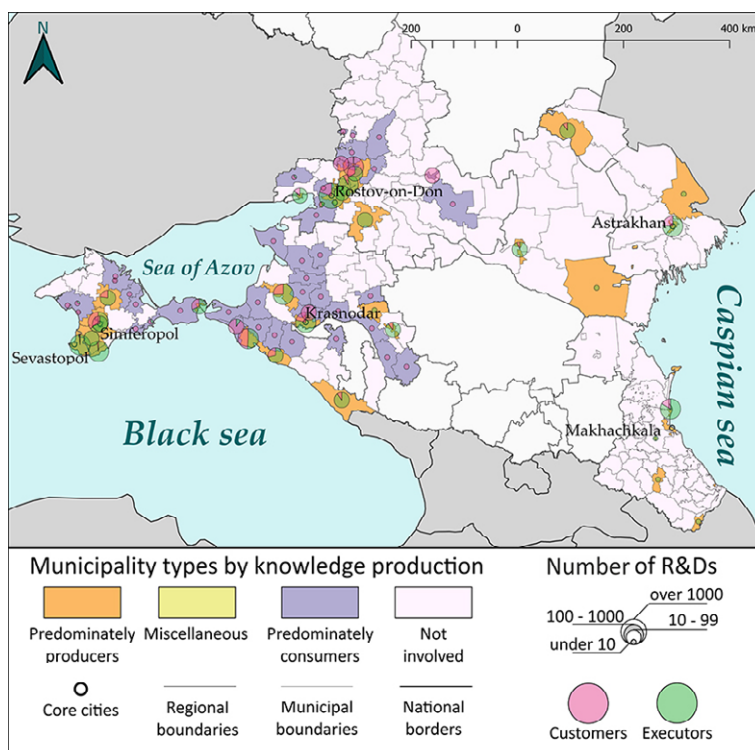 N
200
0
200
400 km
Rostov-on-Don
Astrakhan
Sea of Azov
Krasnodar
Simferopol
Sevastopol
Caspian sea
Black sea
Makhachkala
Municipality types by knowledge production
Predominately
producers
Miscellaneous
Predominately
consumers
Not
involved
Core cities
Regional
boundaries
Municipal
boundaries
National
borders
Number of R&Ds
over 1000
100 - 1000
10 - 99
under 10
Customers
Executors